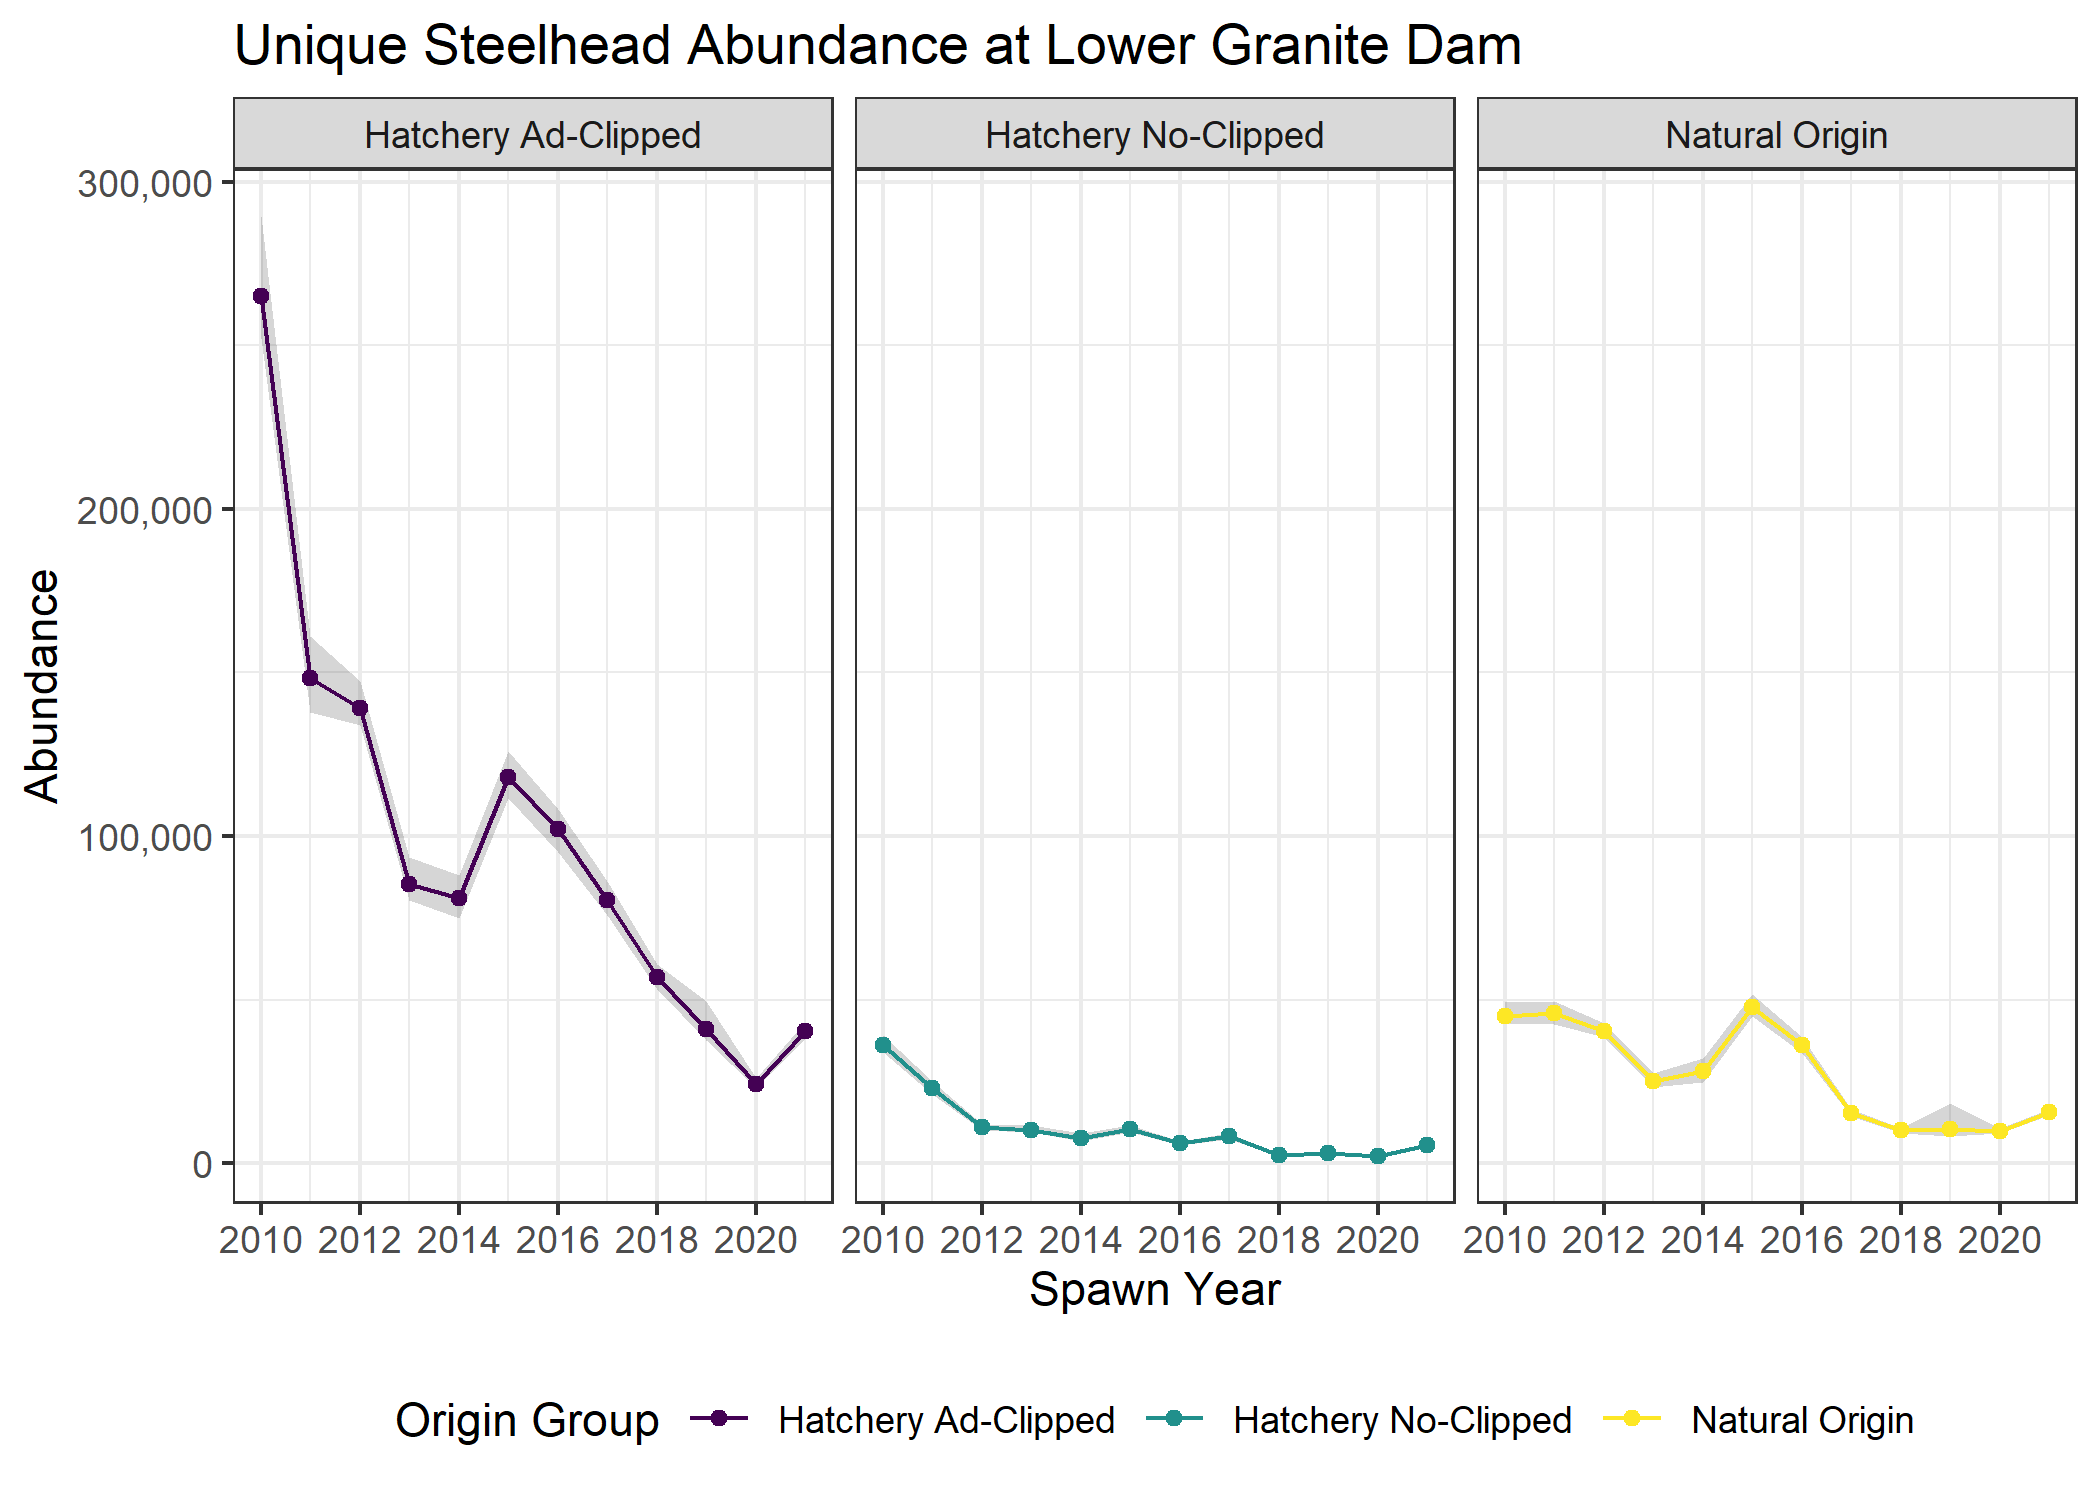 Unique Steelhead Abundance at Lower Granite Dam
Hatchery Ad-Clipped
Hatchery No-Clipped
Natural Origin
300,000
200,000
100,000
0
Abundance
2010 2012 2014 2016 2018 2020
2010 2012 2014 2016 2018 2020
2010 2012 2014 2016 2018 2020
Spawn Year
Origin Group Hatchery Ad-Clipped Hatchery No-Clipped Natural Origin